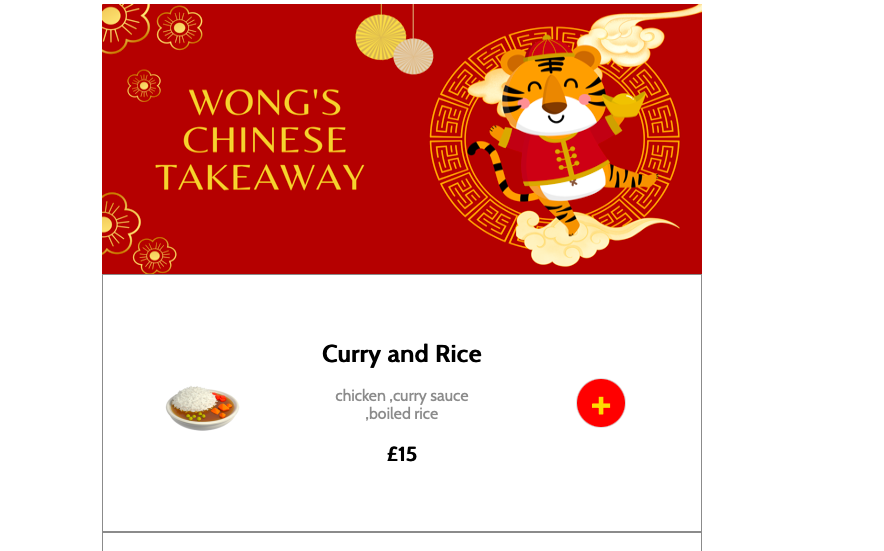 WONG'S
CHINESE
TAKEAWAY
Curry and Rice
chicken ,curry sauce
,boiled rice
£15
+